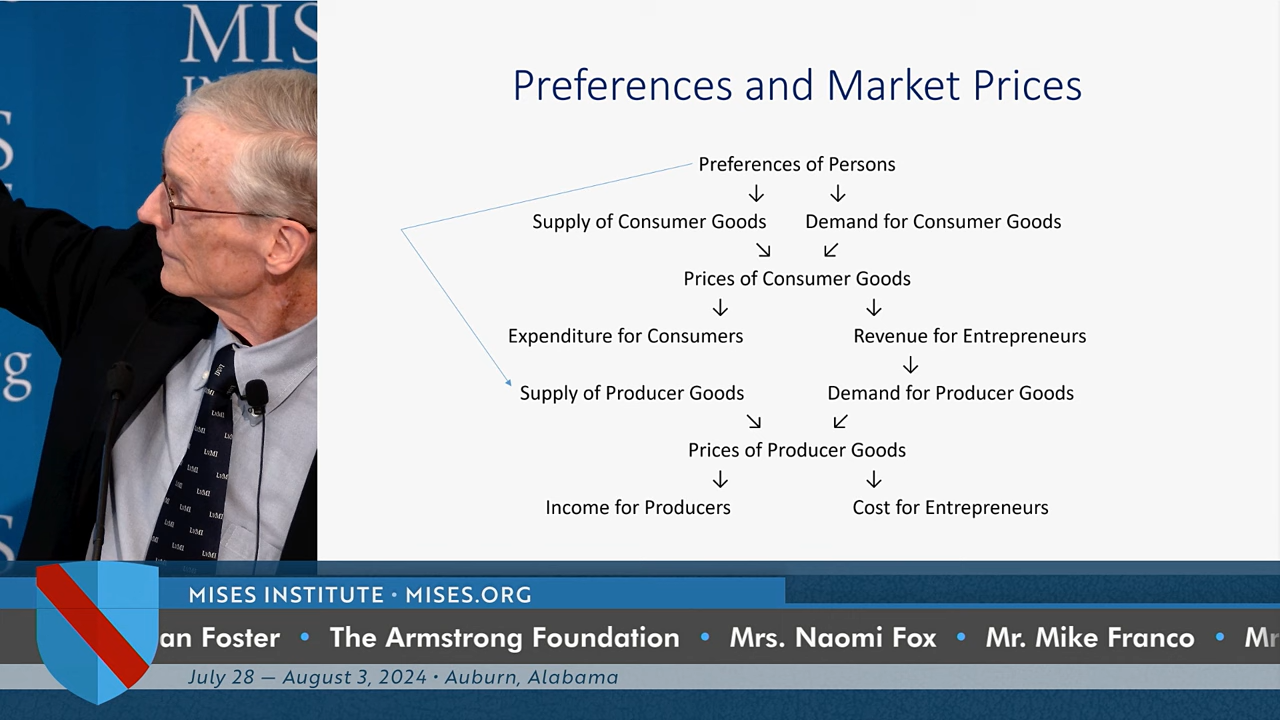 MIS
IN
S
Preferences and Market Prices
Preferences of Persons
↓ ↓
Supply of Consumer Goods Demand for Consumer Goods
↘ ↙
Prices of Consumer Goods
↓ ↓
Expenditure for Consumers Revenue for Entrepreneurs
↓
Supply of Producer Goods Demand for Producer Goods
↘ ↙
Prices of Producer Goods
↓ ↓
Income for Producers Cost for Entrepreneurs
g
S
LvMI
MISES INSTITUTE • MISES.ORG
an Foster • The Armstrong Foundation • Mrs. Naomi Fox • Mr. Mike Franco • Mr
July 28 — August 3, 2024 • Auburn, Alabama